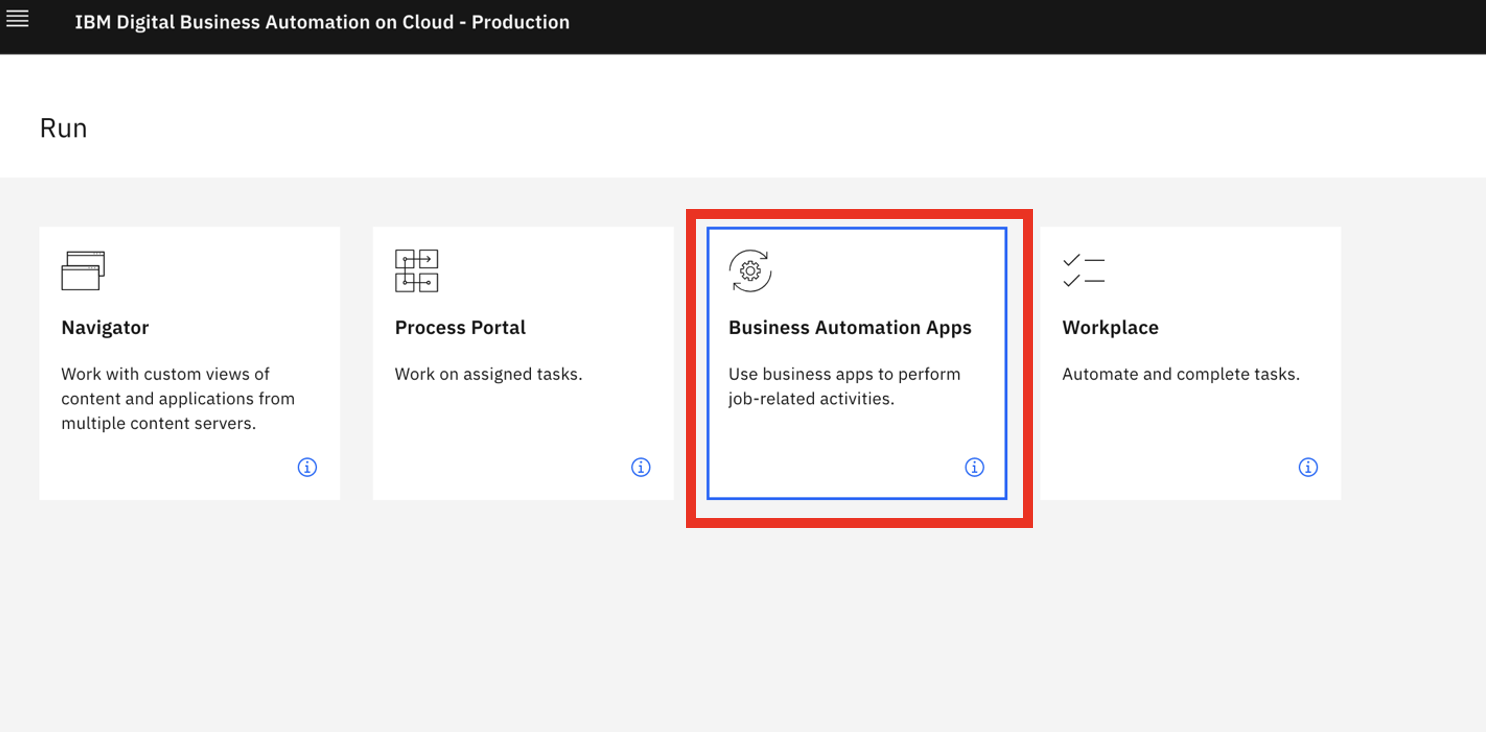 IBM Digital Business Automation on Cloud - Production
Run
Navigator
Work with custom views of
content and applications from
multiple content servers.
Process Portal
Work on assigned tasks.
Business Automation Apps
Use business apps to perform
job-related activities.
Workplace
Automate and complete tasks.